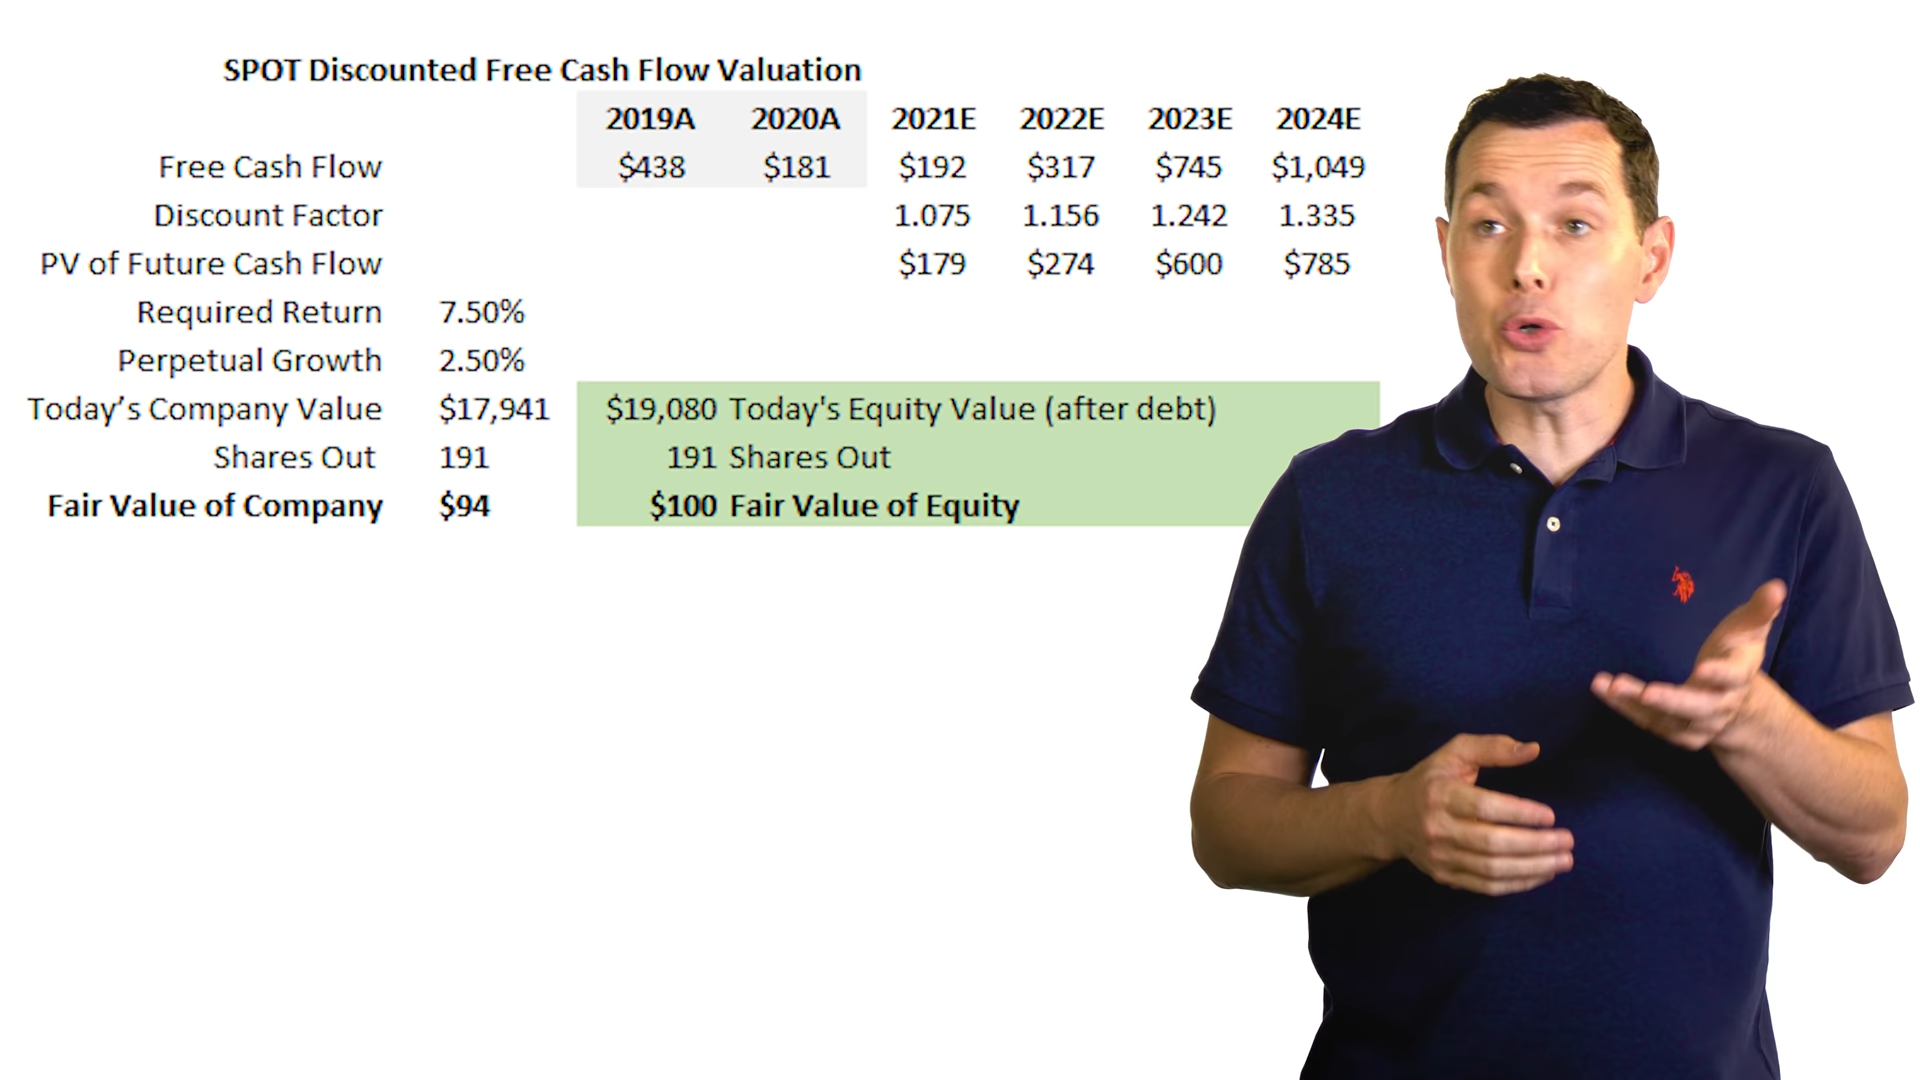 SPOT Discounted Free Cash Flow Valuation
2019A 2020A 2021E 2022E 2023E 2024E
Free Cash Flow $438 $181 $192 $317 $745 $1,049
Discount Factor 1.075 1.156 1.242 1.335
PV of Future Cash Flow $179 $274 $600 $785
Required Return 7.50%
Perpetual Growth 2.50%
Today’s Company Value $17,941 $19,080 Today's Equity Value (after debt)
Shares Out 191 191 Shares Out
Fair Value of Company $94 $100 Fair Value of Equity